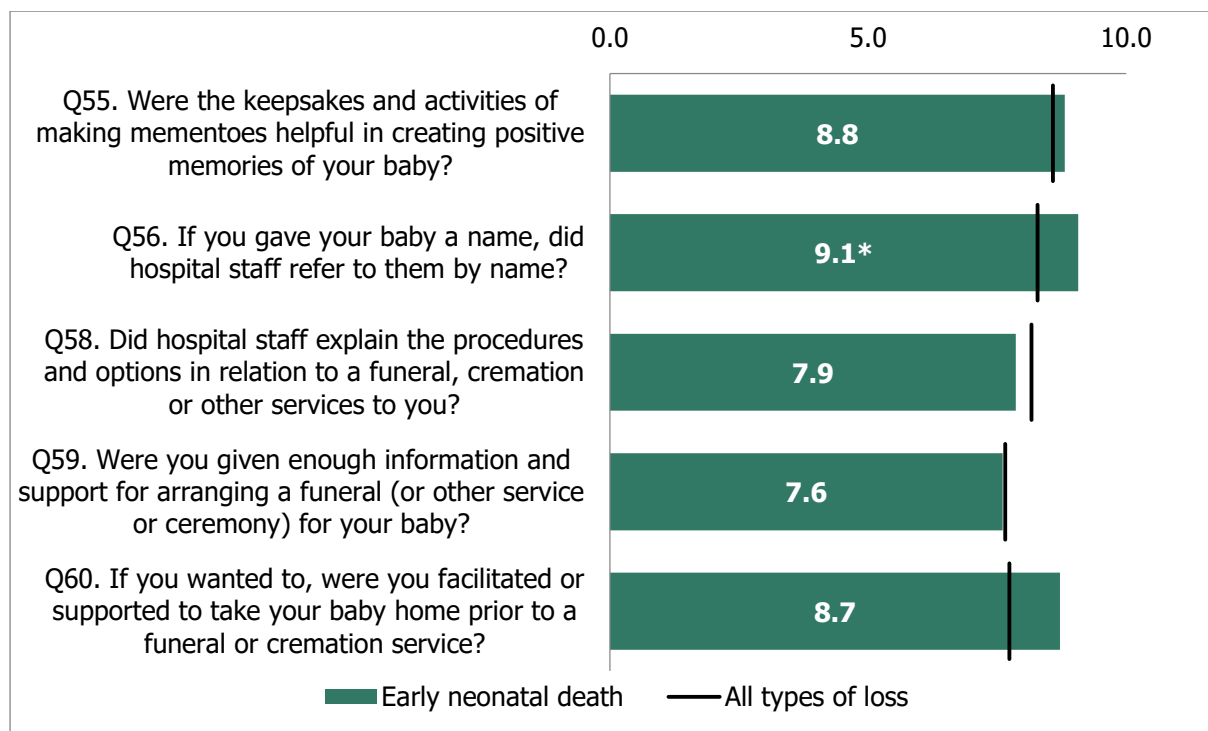 0.0 5.0 10.0
Q55. Were the keepsakes and activities of
making mementoes helpful in creating positive
memories of your baby?
8.8
Q56. If you gave your baby a name, did
hospital staff refer to them by name?
9.1*
Q58. Did hospital staff explain the procedures
and options in relation to a funeral, cremation
or other services to you?
7.9
Q59. Were you given enough information and
support for arranging a funeral (or other service
or ceremony) for your baby?
7.6
Q60. If you wanted to, were you facilitated or
supported to take your baby home prior to a
funeral or cremation service?
8.7
Early neonatal death All types of loss